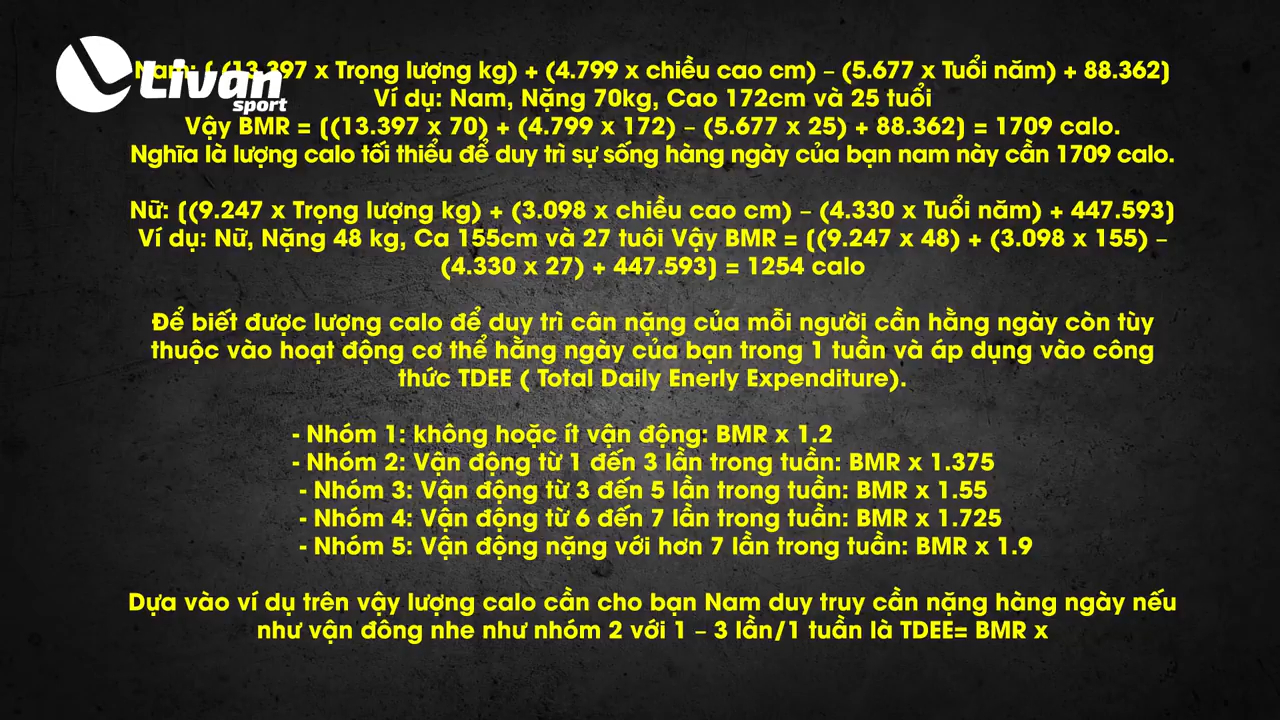 Livan
sport
Nam: ( (13.397 x Trọng lượng kg) + (4.799 x chiều cao cm) – (5.677 x Tuổi năm) + 88.362)
Ví dụ: Nam, Nặng 70kg, Cao 172cm và 25 tuổi
Vậy BMR = ((13.397 x 70) + (4.799 x 172) – (5.677 x 25) + 88.362) = 1709 calo.
Nghĩa là lượng calo tối thiểu để duy trì sự sống hàng ngày của bạn nam này cần 1709 calo.
Nữ: ((9.247 x Trọng lượng kg) + (3.098 x chiều cao cm) – (4.330 x Tuổi năm) + 447.593)
Ví dụ: Nữ, Nặng 48 kg, Ca 155cm và 27 tuôi Vậy BMR = ((9.247 x 48) + (3.098 x 155) –
(4.330 x 27) + 447.593) = 1254 calo
Để biết được lượng calo để duy trì cân nặng của mỗi người cần hằng ngày còn tùy
thuộc vào hoạt động cơ thể hằng ngày của bạn trong 1 tuần và áp dụng vào công
thức TDEE ( Total Daily Enerly Expenditure).
- Nhóm 1: không hoặc ít vận động: BMR x 1.2
- Nhóm 2: Vận động từ 1 đến 3 lần trong tuần: BMR x 1.375
- Nhóm 3: Vận động từ 3 đến 5 lần trong tuần: BMR x 1.55
- Nhóm 4: Vận động từ 6 đến 7 lần trong tuần: BMR x 1.725
- Nhóm 5: Vận động nặng với hơn 7 lần trong tuần: BMR x 1.9
Dựa vào ví dụ trên vậy lượng calo cần cho bạn Nam duy truy cần nặng hàng ngày nếu
như vận đông nhe như nhóm 2 với 1 – 3 lần/1 tuần là TDEE= BMR x